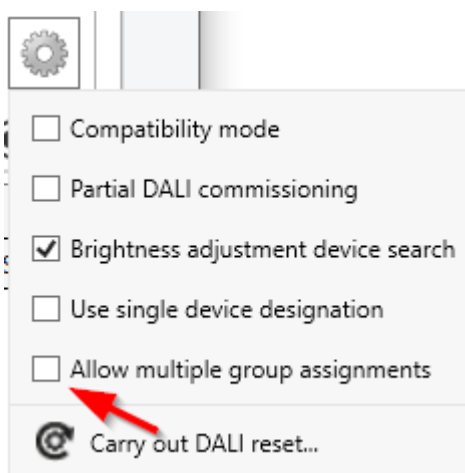 Compatibility mode
Partial DALI commissioning
Brightness adjustment device search
Use single device designation
Allow multiple group assignments
Carry out DALI reset...